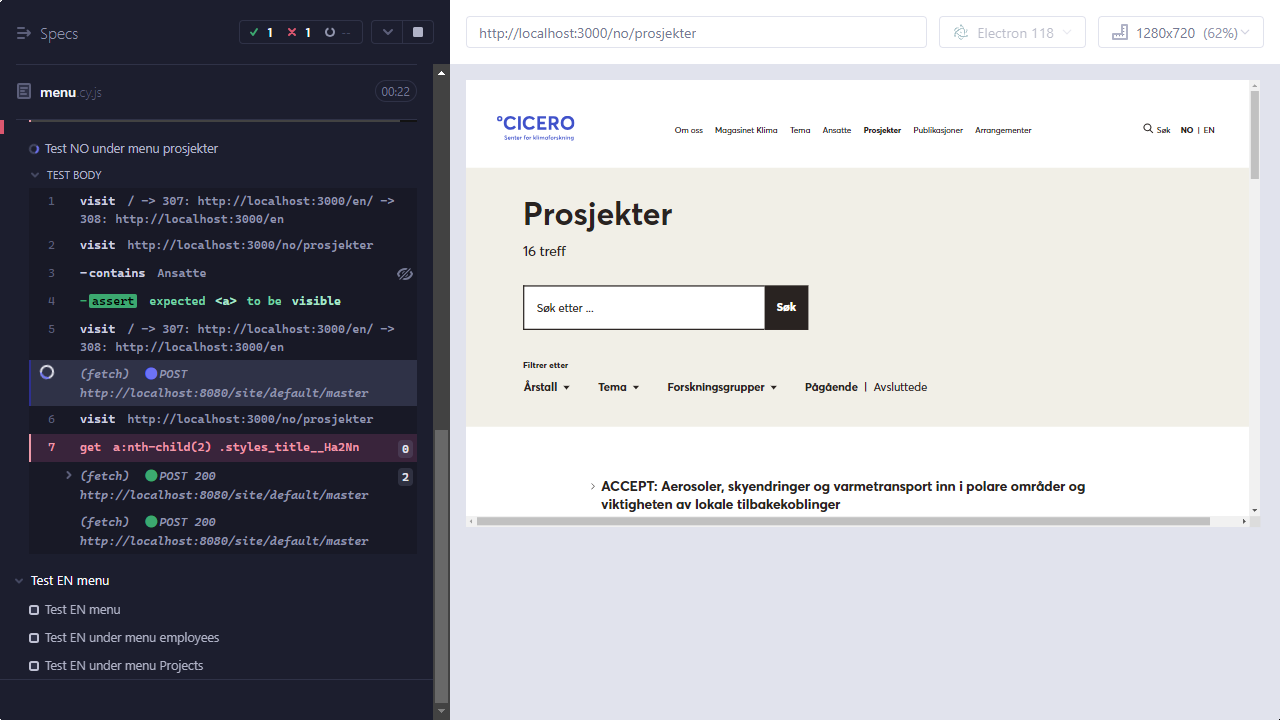 Specs
1
1
--
http://localhost:3000/no/prosjekter
Electron 118
1280x720 (62%)
menu.cy.js
00:22
Test NO under menu prosjekter
TEST BODY
1 visit / -> 307: http://localhost:3000/en/ ->
308: http://localhost:3000/en
2 visit http://localhost:3000/no/prosjekter
3 -contains Ansatte
4 -assert expected <a> to be visible
5 visit / -> 307: http://localhost:3000/en/ ->
308: http://localhost:3000/en
(fetch) POST
http://localhost:8080/site/default/master
6 visit http://localhost:3000/no/prosjekter
7 get a:nth-child(2) .styles_title__Ha2Nn 0
(fetch) POST 200 2
http://localhost:8080/site/default/master
(fetch) POST 200
http://localhost:8080/site/default/master
Test EN menu
Test EN menu
Test EN under menu employees
Test EN under menu Projects
°CICERO
Senter for klimaforskning
Om oss Magasinet Klima Tema Ansatte Prosjekter Publikasjoner Arrangementer
Søk NO | EN
Prosjekter
16 treff
Søk etter ... Søk
Filtrer etter
Årstall Tema Forskningsgrupper Pågående | Avsluttede
ACCEPT: Aerosoler, skyendringer og varmetransport inn i polare områder og
viktigheten av lokale tilbakekoblinger